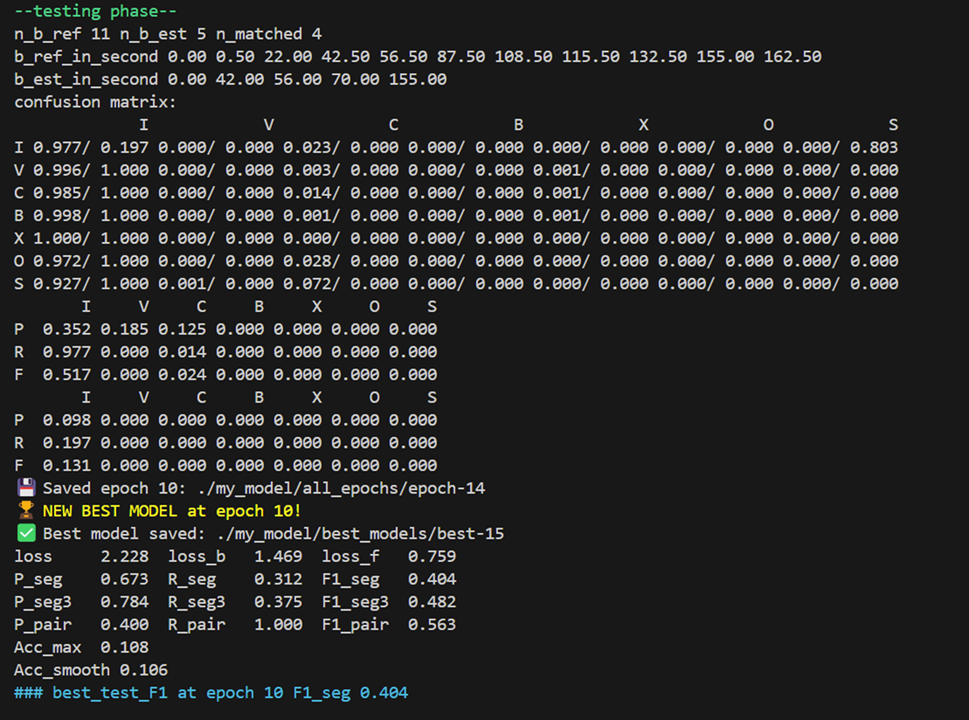 --testing phase--
n_b_ref 11 n_b_est 5 n_matched 4
b_ref_in_second 0.00 0.50 22.00 42.50 56.50 87.50 108.50 115.50 132.50 155.00 162.50
b_est_in_second 0.00 42.00 56.00 70.00 155.00
confusion matrix:
I V C B X O S
I 0.977/ 0.197 0.000/ 0.000 0.023/ 0.000 0.000/ 0.000 0.000/ 0.000 0.000/ 0.000 0.000/ 0.803
V 0.996/ 1.000 0.000/ 0.000 0.003/ 0.000 0.000/ 0.000 0.001/ 0.000 0.000/ 0.000 0.000/ 0.000
C 0.985/ 1.000 0.000/ 0.000 0.014/ 0.000 0.000/ 0.000 0.001/ 0.000 0.000/ 0.000 0.000/ 0.000
B 0.998/ 1.000 0.000/ 0.000 0.001/ 0.000 0.000/ 0.000 0.001/ 0.000 0.000/ 0.000 0.000/ 0.000
X 1.000/ 1.000 0.000/ 0.000 0.000/ 0.000 0.000/ 0.000 0.000/ 0.000 0.000/ 0.000 0.000/ 0.000
O 0.972/ 1.000 0.000/ 0.000 0.028/ 0.000 0.000/ 0.000 0.000/ 0.000 0.000/ 0.000 0.000/ 0.000
S 0.927/ 1.000 0.001/ 0.000 0.072/ 0.000 0.000/ 0.000 0.000/ 0.000 0.000/ 0.000 0.000/ 0.000
I V C B X O S
P 0.352 0.185 0.125 0.000 0.000 0.000 0.000
R 0.977 0.000 0.014 0.000 0.000 0.000 0.000
F 0.517 0.000 0.024 0.000 0.000 0.000 0.000
I V C B X O S
P 0.098 0.000 0.000 0.000 0.000 0.000 0.000
R 0.197 0.000 0.000 0.000 0.000 0.000 0.000
F 0.131 0.000 0.000 0.000 0.000 0.000 0.000
💾 Saved epoch 10: ./my_model/all_epochs/epoch-14
🏆 NEW BEST MODEL at epoch 10!
✅ Best model saved: ./my_model/best_models/best-15
loss 2.228 loss_b 1.469 loss_f 0.759
P_seg 0.673 R_seg 0.312 F1_seg 0.404
P_seg3 0.784 R_seg3 0.375 F1_seg3 0.482
P_pair 0.400 R_pair 1.000 F1_pair 0.563
Acc_max 0.108
Acc_smooth 0.106
### best_test_F1 at epoch 10 F1_seg 0.404